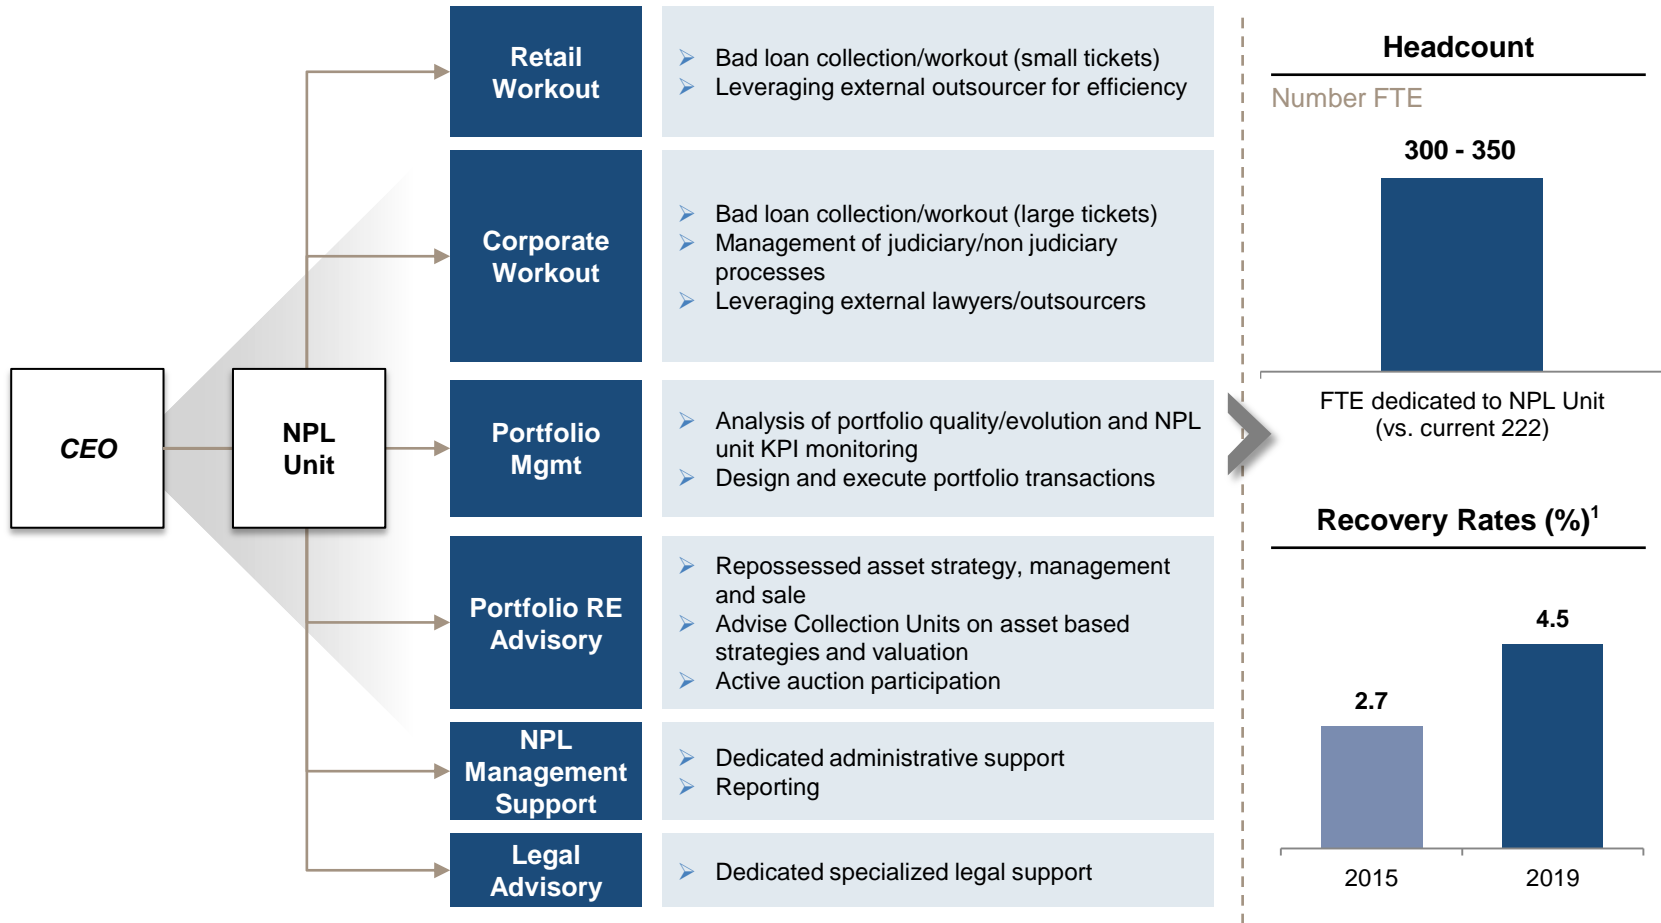 CEO
NPL
Unit
Retail
Workout
➢ Bad loan collection/workout (small tickets)
➢ Leveraging external outsourcer for efficiency
Corporate
Workout
➢ Bad loan collection/workout (large tickets)
➢ Management of judiciary/non judiciary
processes
➢ Leveraging external lawyers/outsourcers
Portfolio
Mgmt
➢ Analysis of portfolio quality/evolution and NPL
unit KPI monitoring
➢ Design and execute portfolio transactions
Portfolio RE
Advisory
➢ Repossessed asset strategy, management
and sale
➢ Advise Collection Units on asset based
strategies and valuation
➢ Active auction participation
NPL
Management
Support
➢ Dedicated administrative support
➢ Reporting
Legal
Advisory
➢ Dedicated specialized legal support
Headcount
Number FTE
300 - 350
FTE dedicated to NPL Unit
(vs. current 222)
Recovery Rates (%)¹
2.7
4.5
2015
2019